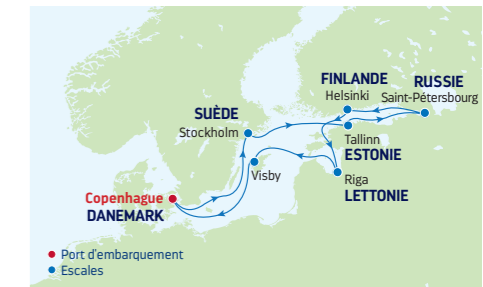 FINLANDE
Helsinki
RUSSIE
Saint-Pétersbourg
SUÈDE
Stockholm
Tallinn
ESTONIE
Visby
Riga
LETTONIE
Copenhague
DANEMARK
Port d'embarquement
Escales